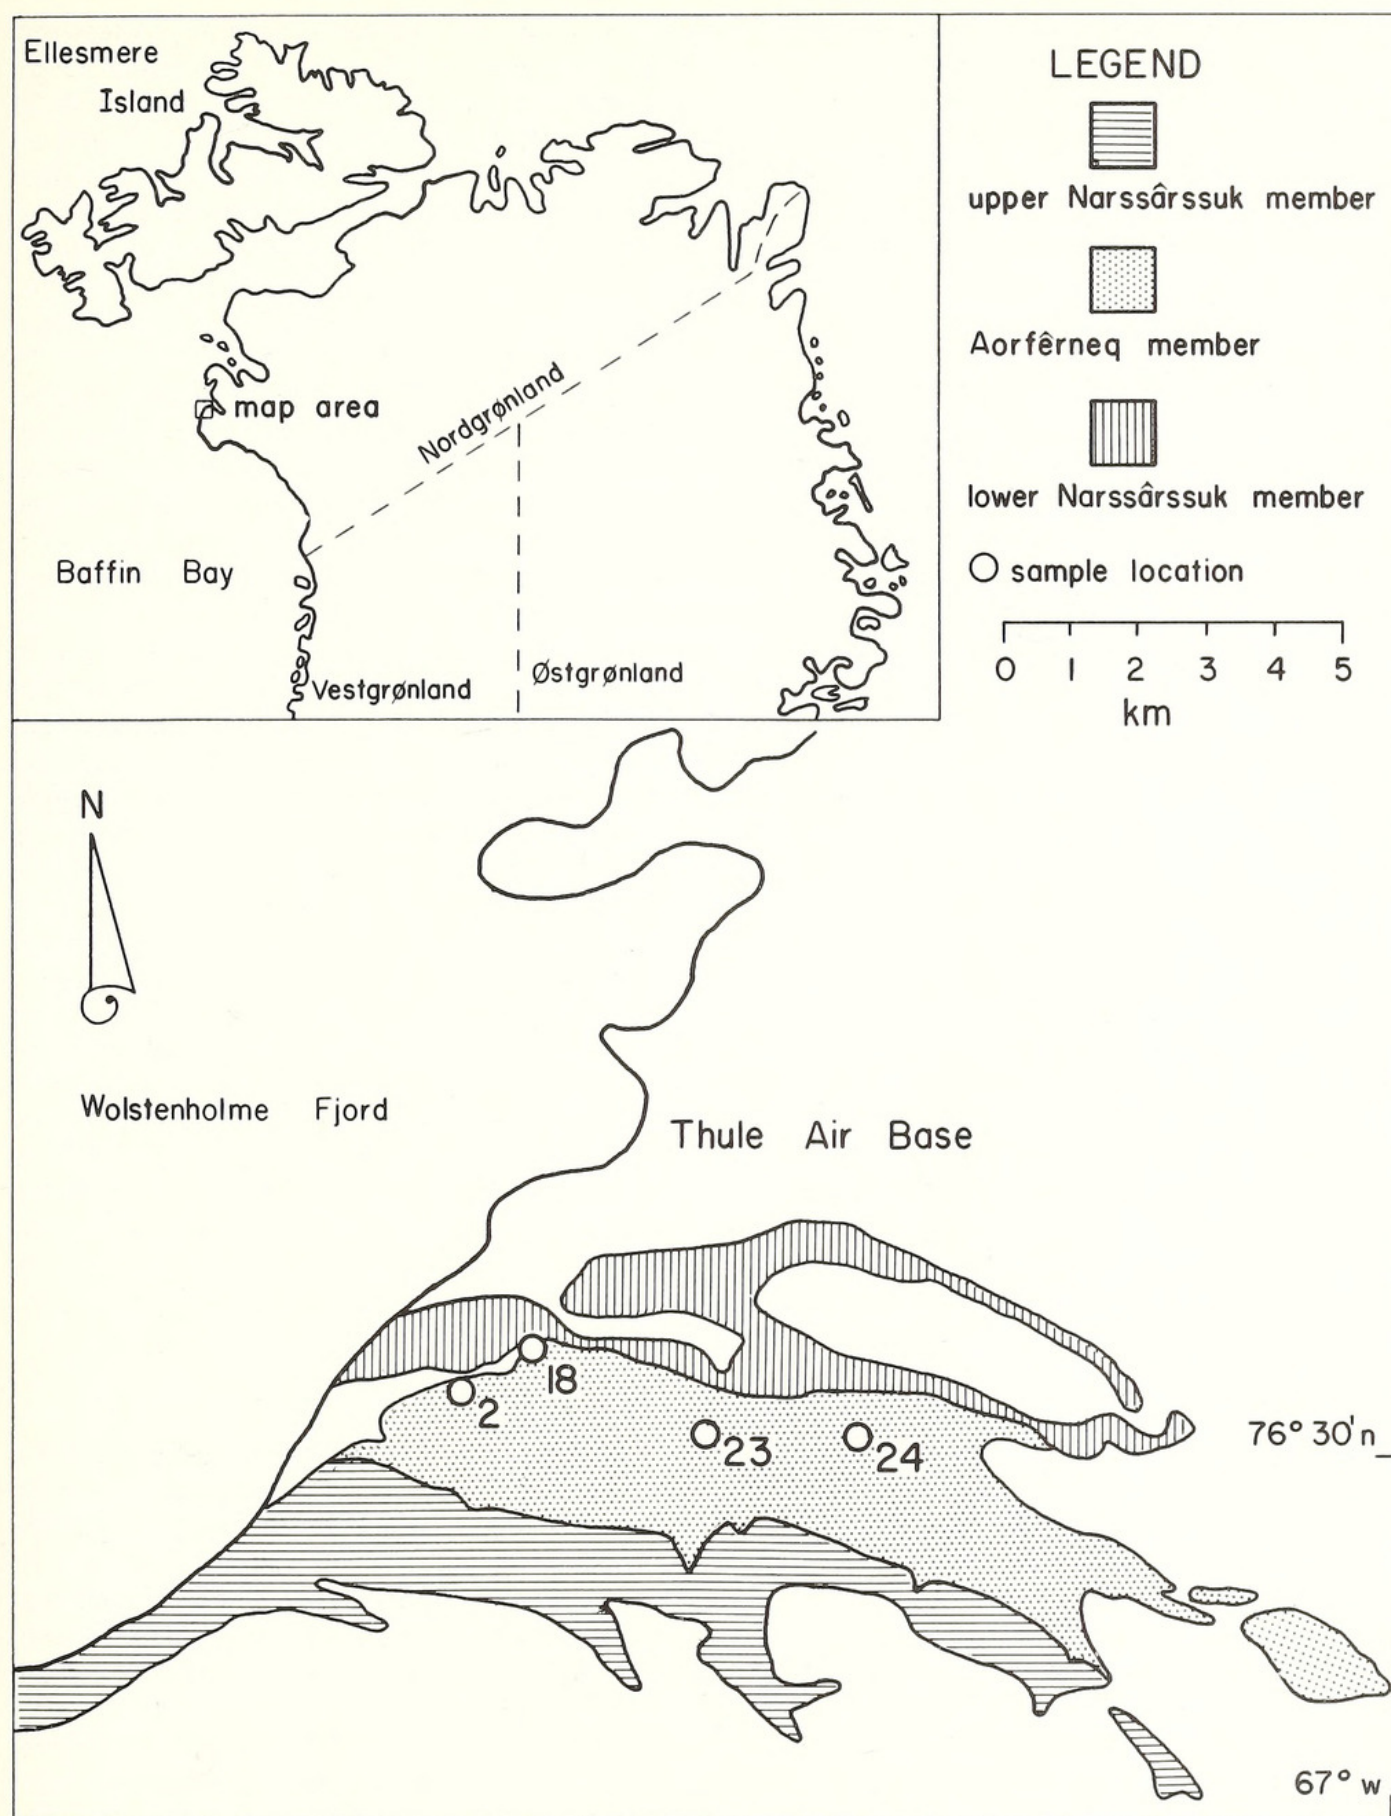 Ellesmere
Island
map area
Nordgrønland
Baffin Bay
Vestgrønland
Østgrønland
LEGEND
upper Narssârssuk member
Aorfêrneq member
lower Narssârssuk member
sample location
0 1 2 3 4 5
km
N
Wolstenholme Fjord
Thule Air Base
18
2
23
24
76° 30' n
67° w